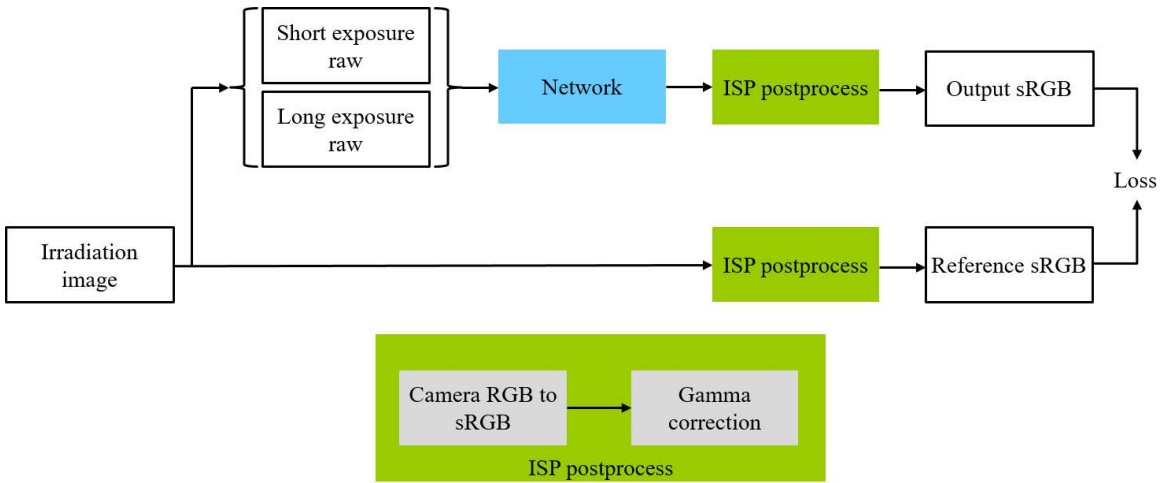 Short exposure
raw
Long exposure
raw
Network
ISP postprocess
Output sRGB
Loss
Irradiation
image
ISP postprocess
Reference sRGB
Camera RGB to
sRGB
Gamma
correction
ISP postprocess